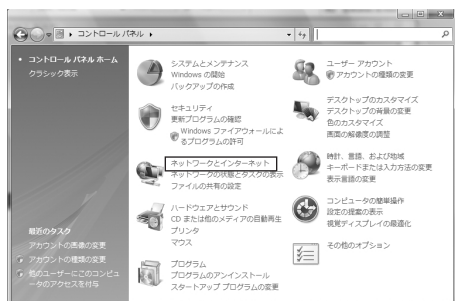 コントロール パネル
コントロール パネル ホーム
クラシック表示
システムとメンテナンス
Windows の開始
バックアップの作成
セキュリティ
更新プログラムの確認
Windows ファイアウォールによ
るプログラムの許可
ネットワークとインターネット
ネットワークの状態とタスクの表示
ファイルの共有の設定
ハードウェアとサウンド
CD または他のメディアの自動再生
プリンタ
マウス
プログラム
プログラムのアンインストール
スタートアップ プログラムの変更
ユーザー アカウント
アカウントの種類の変更
デスクトップのカスタマイズ
デスクトップの背景の変更
色のカスタマイズ
画面の解像度の調整
時計、言語、および地域
キーボードまたは入力方法の変更
表示言語の変更
コンピュータの簡単操作
設定の提案の表示
視覚ディスプレイの最適化
その他のオプション
最近のタスク
アカウントの画像の変更
アカウントの種類の変更
他のユーザーにこのコンピュ
ータのアクセスを付与